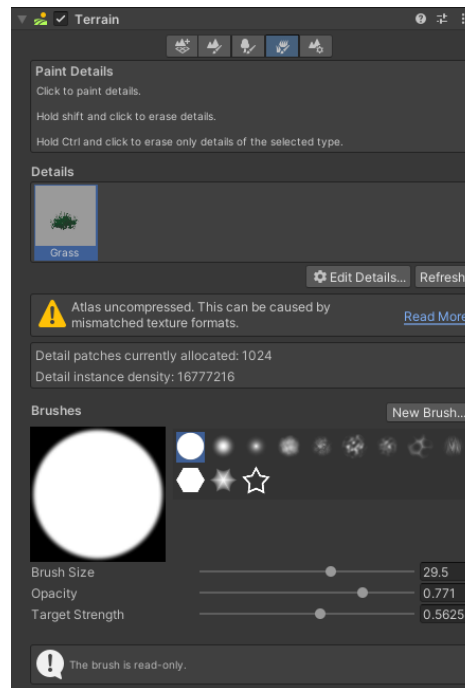 Terrain
Paint Details
Click to paint details.
Hold shift and click to erase details.
Hold Ctrl and click to erase only details of the selected type.
Details
Grass
Edit Details...
Refresh
Atlas uncompressed. This can be caused by
mismatched texture formats.
Read More
Detail patches currently allocated: 1024
Detail instance density: 16777216
Brushes
New Brush...
Brush Size 29.5
Opacity 0.771
Target Strength 0.5625
The brush is read-only.